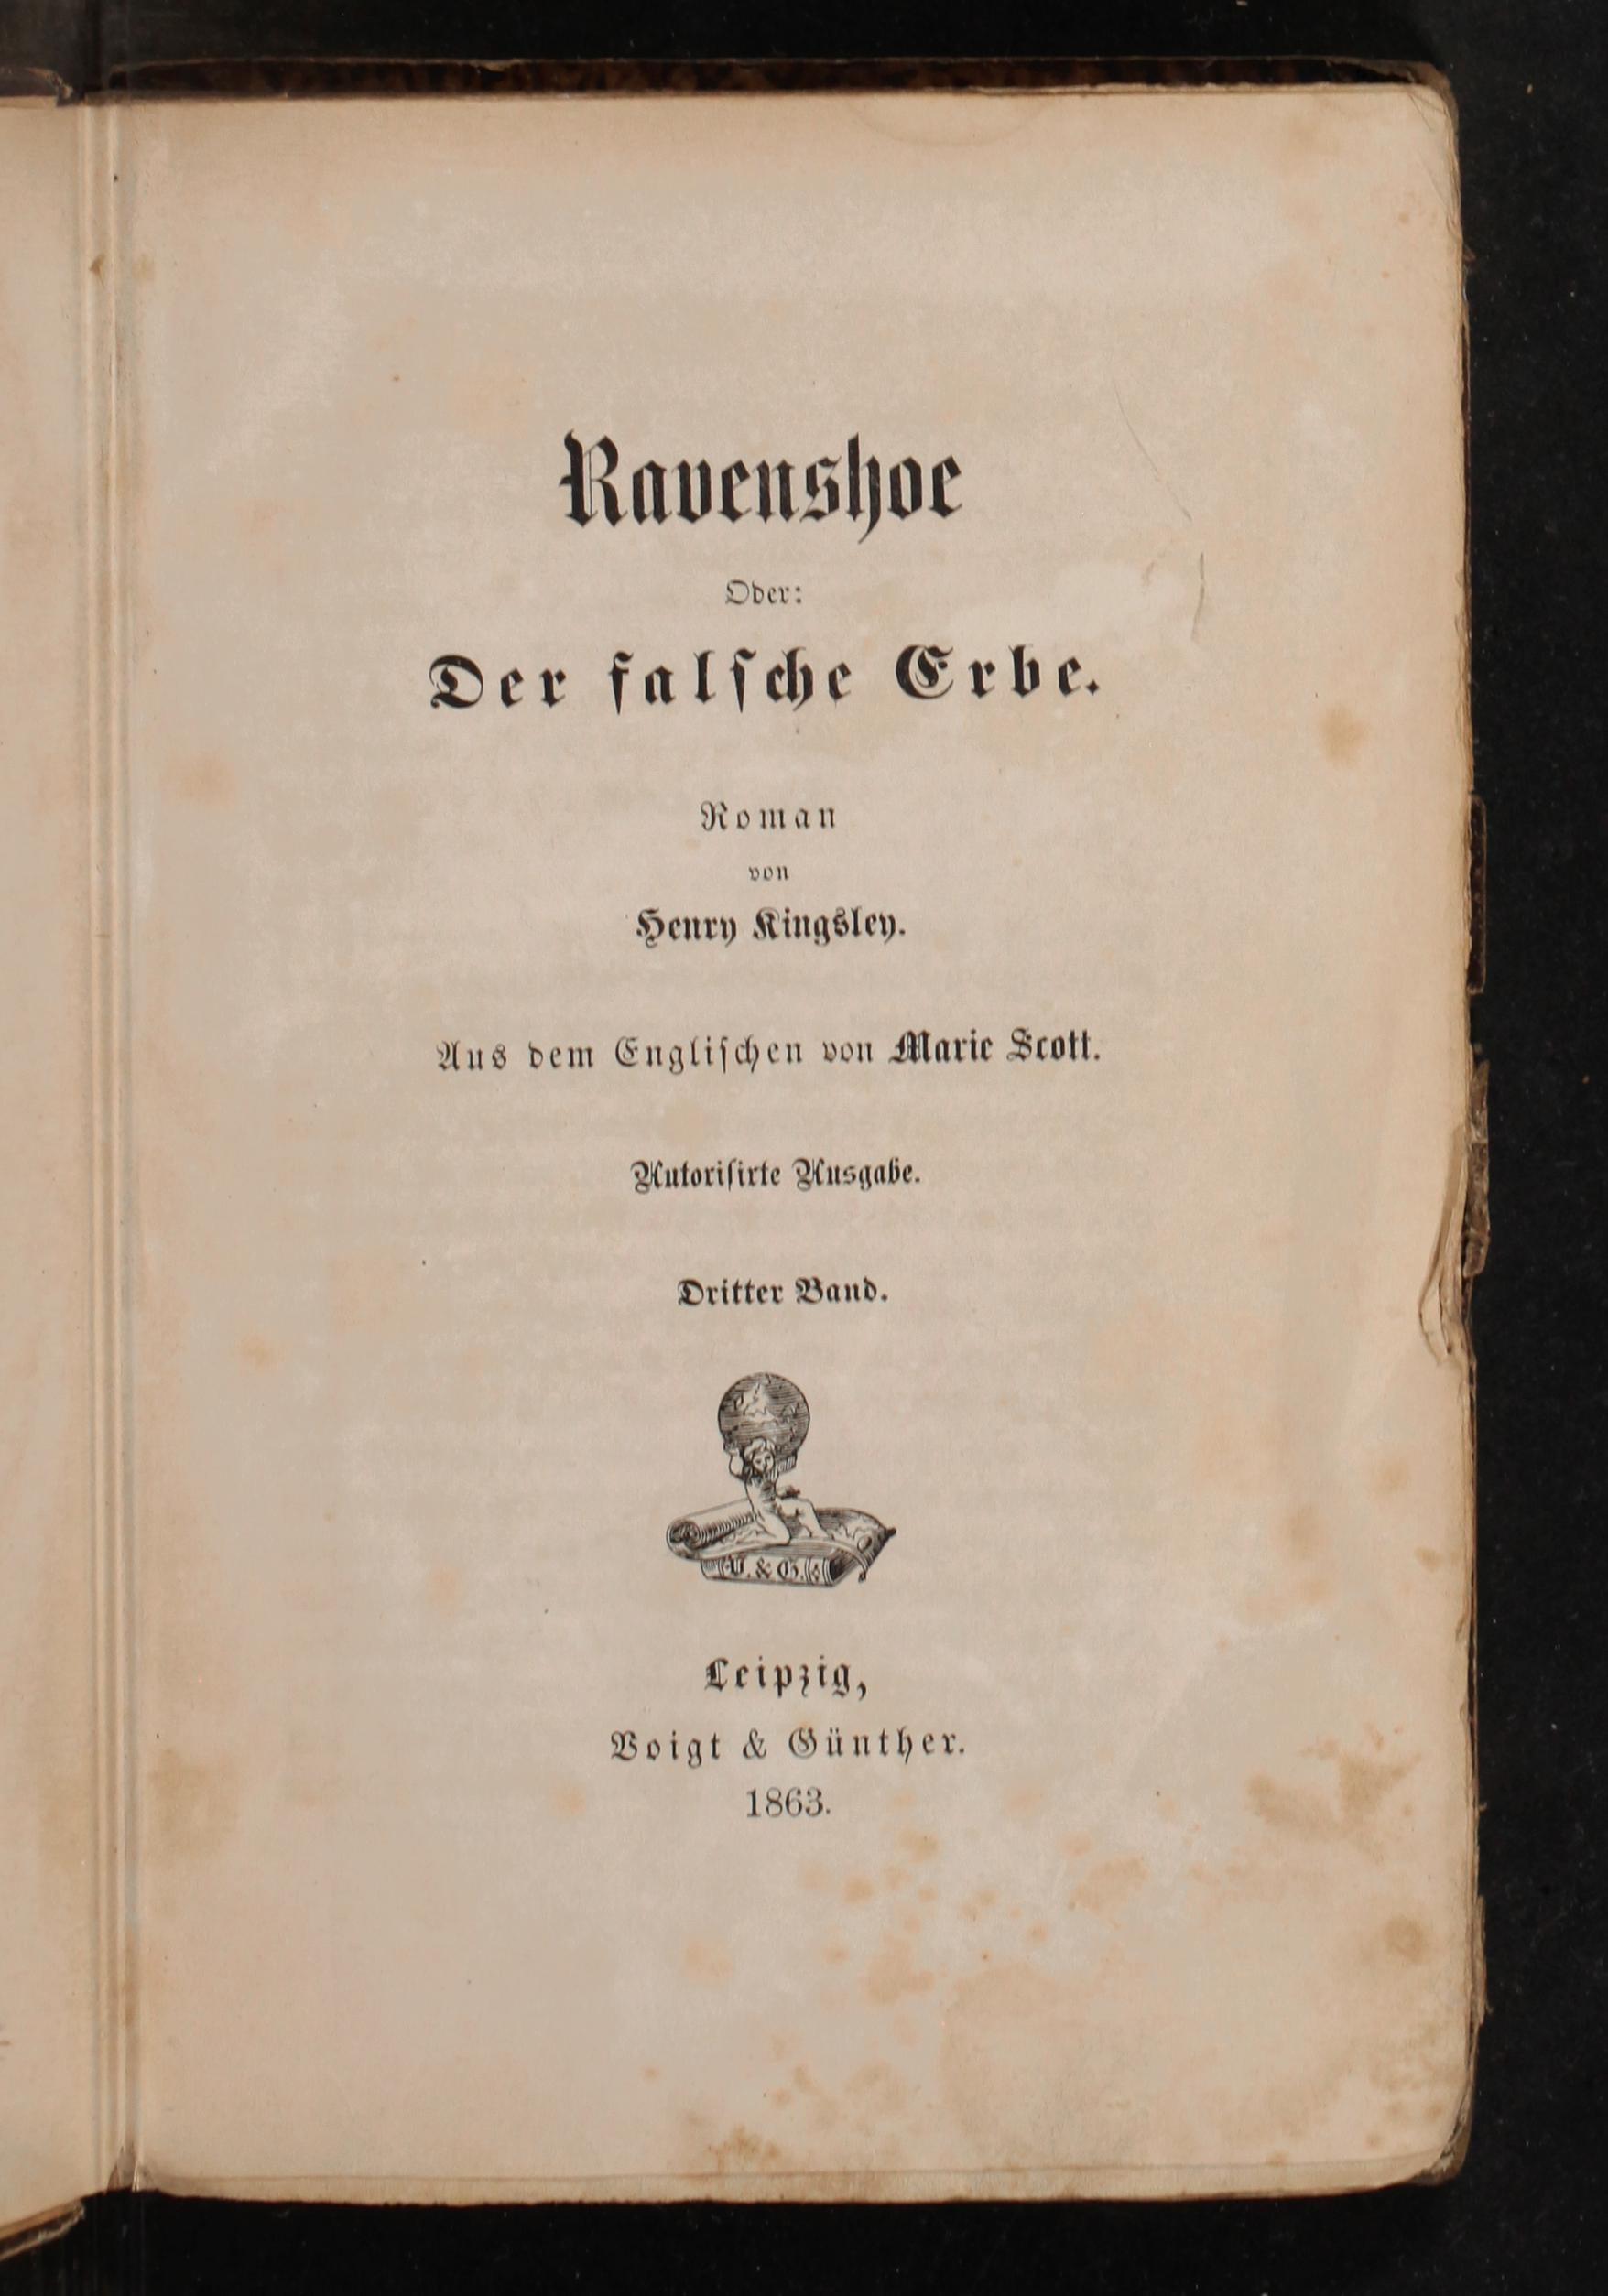 Ravenshoe
Oder:
Der falsche Erbe.
Roman
von
Henry Kingsley.
Aus dem Englischen von Marie Scott.
Autorisirte Ausgabe.
Dritter Band.
V. & G.
Leipzig,
Voigt & Günther.
1863.